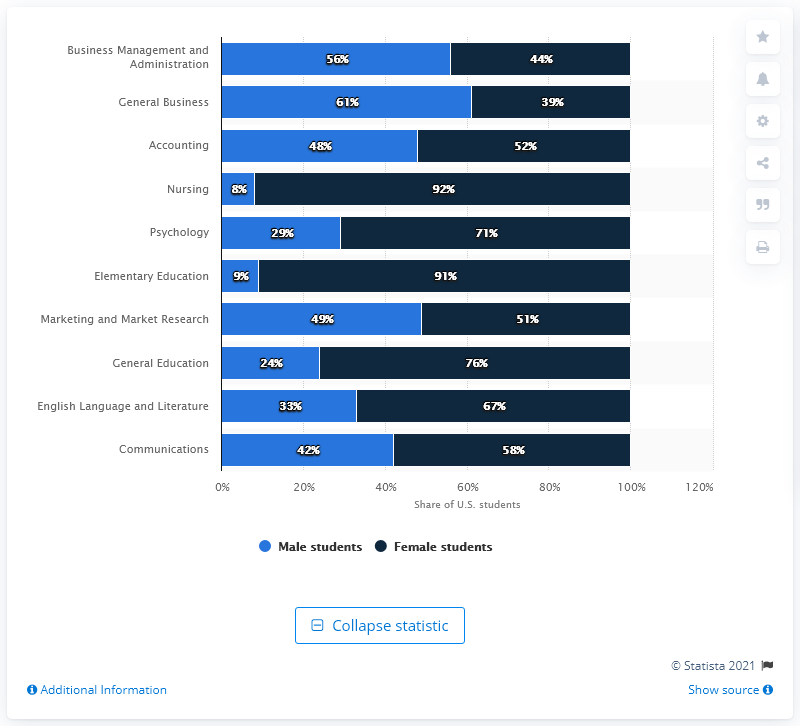 Business Management and
Administration
56%
44%
General Business
61%
39%
Accounting
48%
52%
Nursing
8%
92%
Psychology
29%
71%
Elementary Education
9%
91%
Marketing and Market Research
49%
51%
General Education
24%
76%
English Language and Literature
33%
67%
Communications
42%
58%
0%
20%
40%
60%
80%
100%
120%
Share of U.S. students
Male students
Female students
Collapse statistic
© Statista 2021
Additional Information
Show source